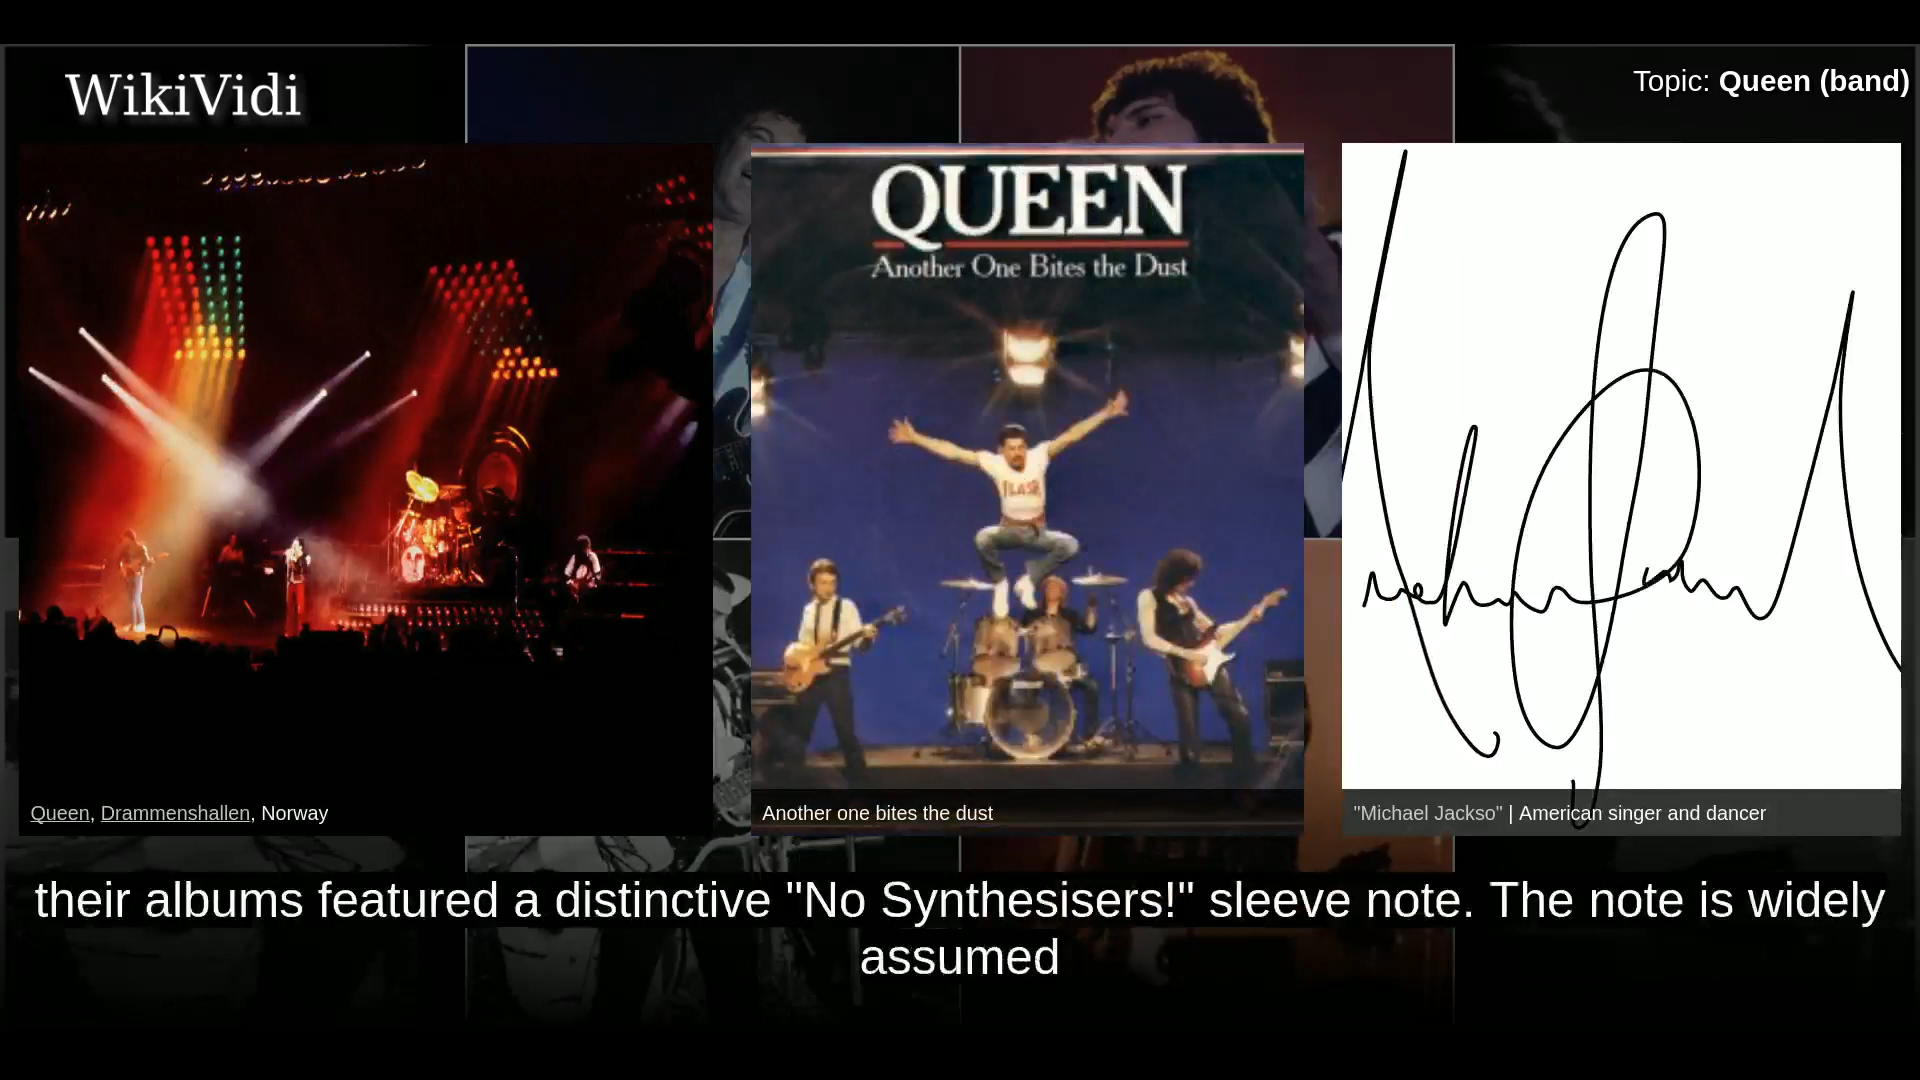 WikiVidi
Topic: Queen (band)
QUEEN
Another One Bites the Dust
FLASH
Queen, Drammenshallen, Norway
Another one bites the dust
"Michael Jackso" | American singer and dancer
their albums featured a distinctive "No Synthesisers!" sleeve note. The note is widely
assumed